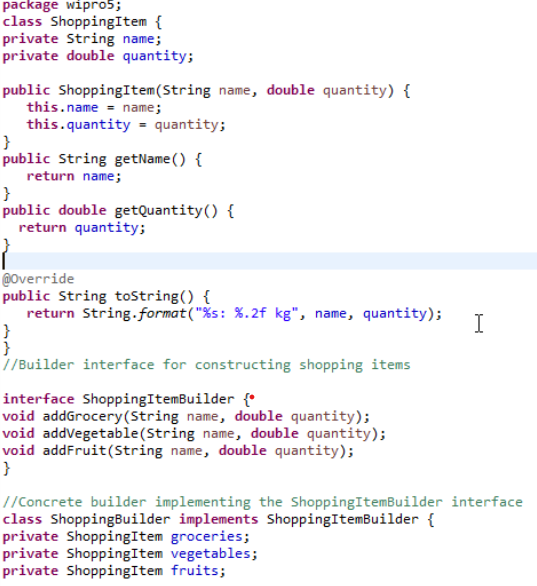 package wipro5;
class ShoppingItem {
private String name;
private double quantity;
public ShoppingItem(String name, double quantity) {
this.name = name;
this.quantity = quantity;
}
public String getName() {
return name;
}
public double getQuantity() {
return quantity;
}
@Override
public String toString() {
return String.format("%s: %.2f kg", name, quantity);
}
}
//Builder interface for constructing shopping items
interface ShoppingItemBuilder {
void addGrocery(String name, double quantity);
void addVegetable(String name, double quantity);
void addFruit(String name, double quantity);
}
//Concrete builder implementing the ShoppingItemBuilder interface
class ShoppingBuilder implements ShoppingItemBuilder {
private ShoppingItem groceries;
private ShoppingItem vegetables;
private ShoppingItem fruits;